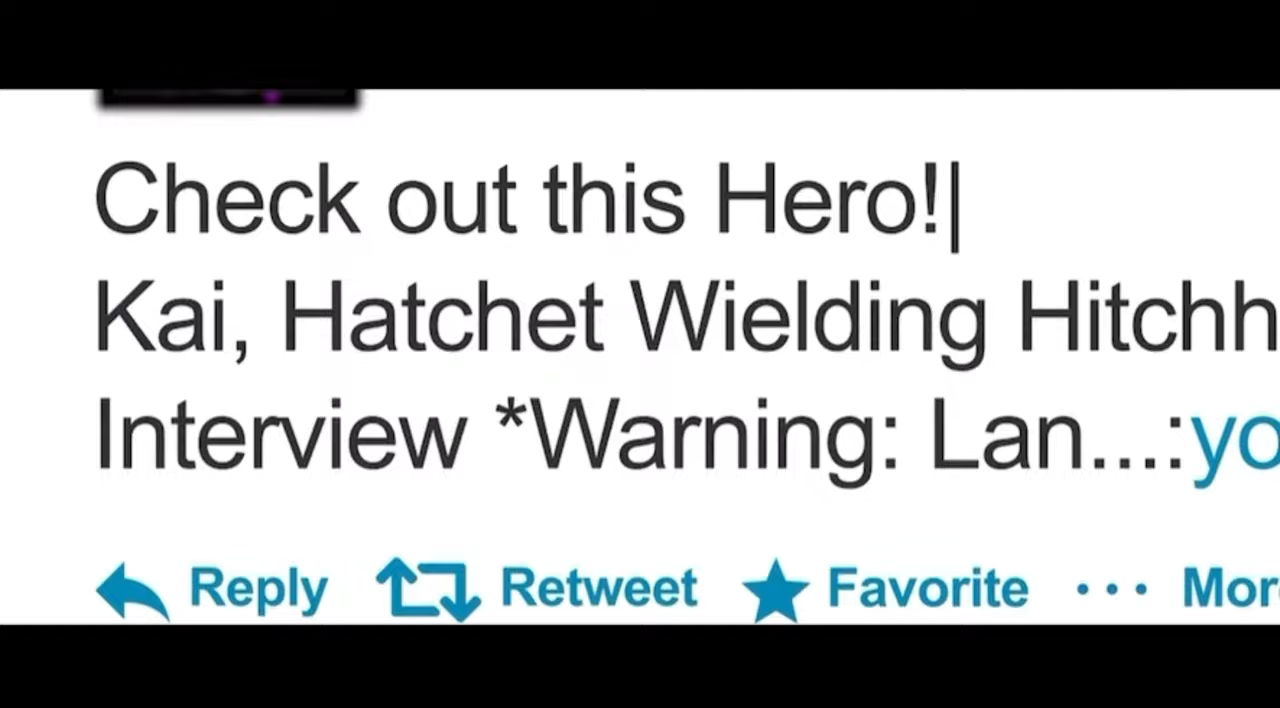 Check out this Hero!|
Kai, Hatchet Wielding Hitchh
Interview *Warning: Lan...:yo
Reply Retweet Favorite ... Mor